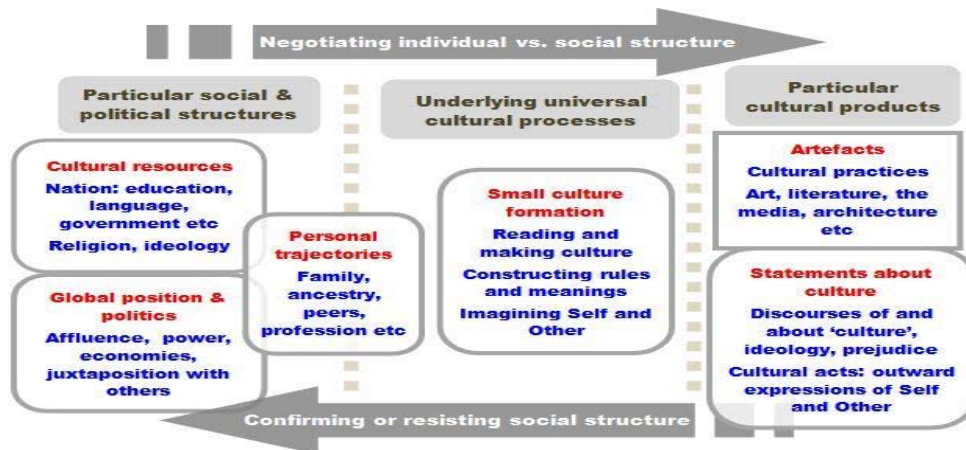 Negotiating individual vs. social structure
Particular social &
political structures
Underlying universal
cultural processes
Particular
cultural products
Cultural resources
Nation: education,
language,
government etc
Religion, ideology
Global position &
politics
Affluence, power,
economies,
juxtaposition with
others
Personal
trajectories
Family,
ancestry,
peers,
profession etc
Small culture
formation
Reading and
making culture
Constructing rules
and meanings
Imagining Self and
Other
Artefacts
Cultural practices
Art, literature, the
media, architecture
etc
Statements about
culture
Discourses of and
about ‘culture’,
ideology, prejudice
Cultural acts: outward
expressions of Self
and Other
Confirming or resisting social structure